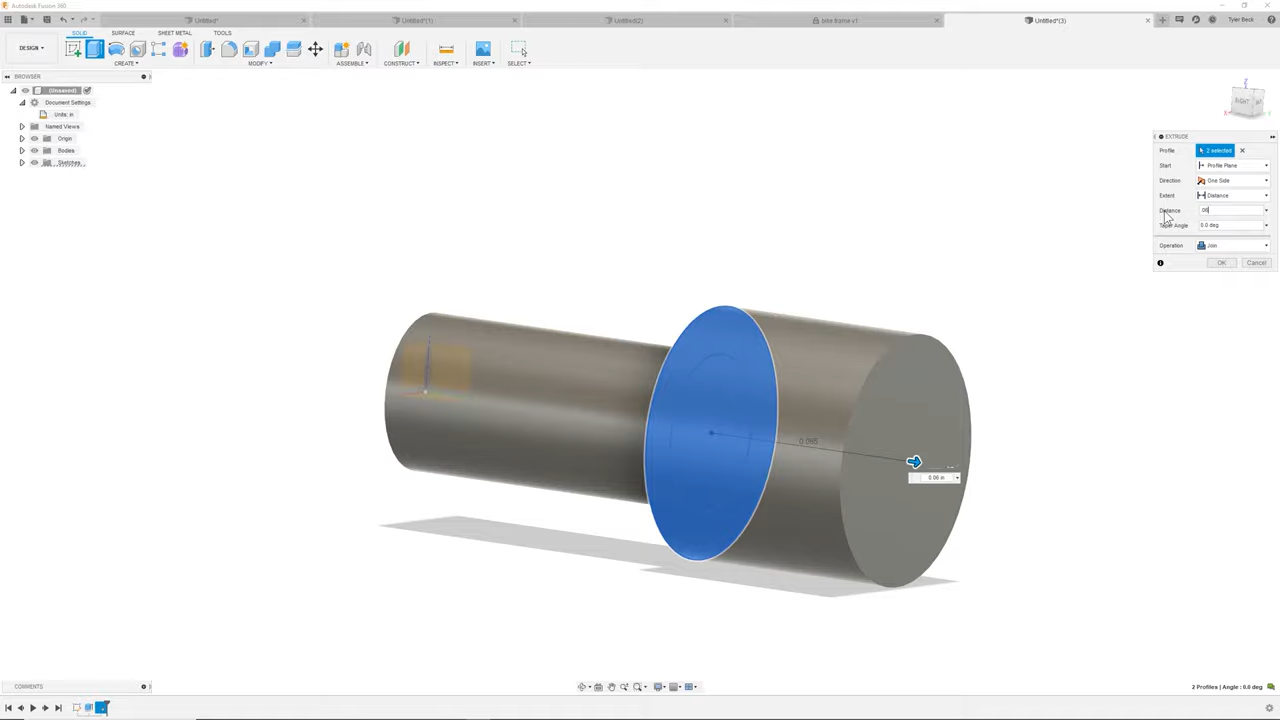 Autodesk Fusion 360
Untitled* Untitled*(1) Untitled(2) bike frame v1 Untitled*(3) Tyler Beck
SOLID SURFACE SHEET METAL TOOLS
DESIGN
CREATE MODIFY ASSEMBLE CONSTRUCT INSPECT INSERT SELECT
BROWSER
(Unsaved)
Document Settings
Units: in
Named Views
Origin
Bodies
Sketches
RIGHT
Z
X
Y
EXTRUDE
Profile 2 selected
Start Profile Plane
Direction One Side
Extent Distance
Distance .06
Taper Angle 0.0 deg
Operation Join
OK Cancel
0.065
0.06 in
COMMENTS
2 Profiles | Angle : 0.0 deg